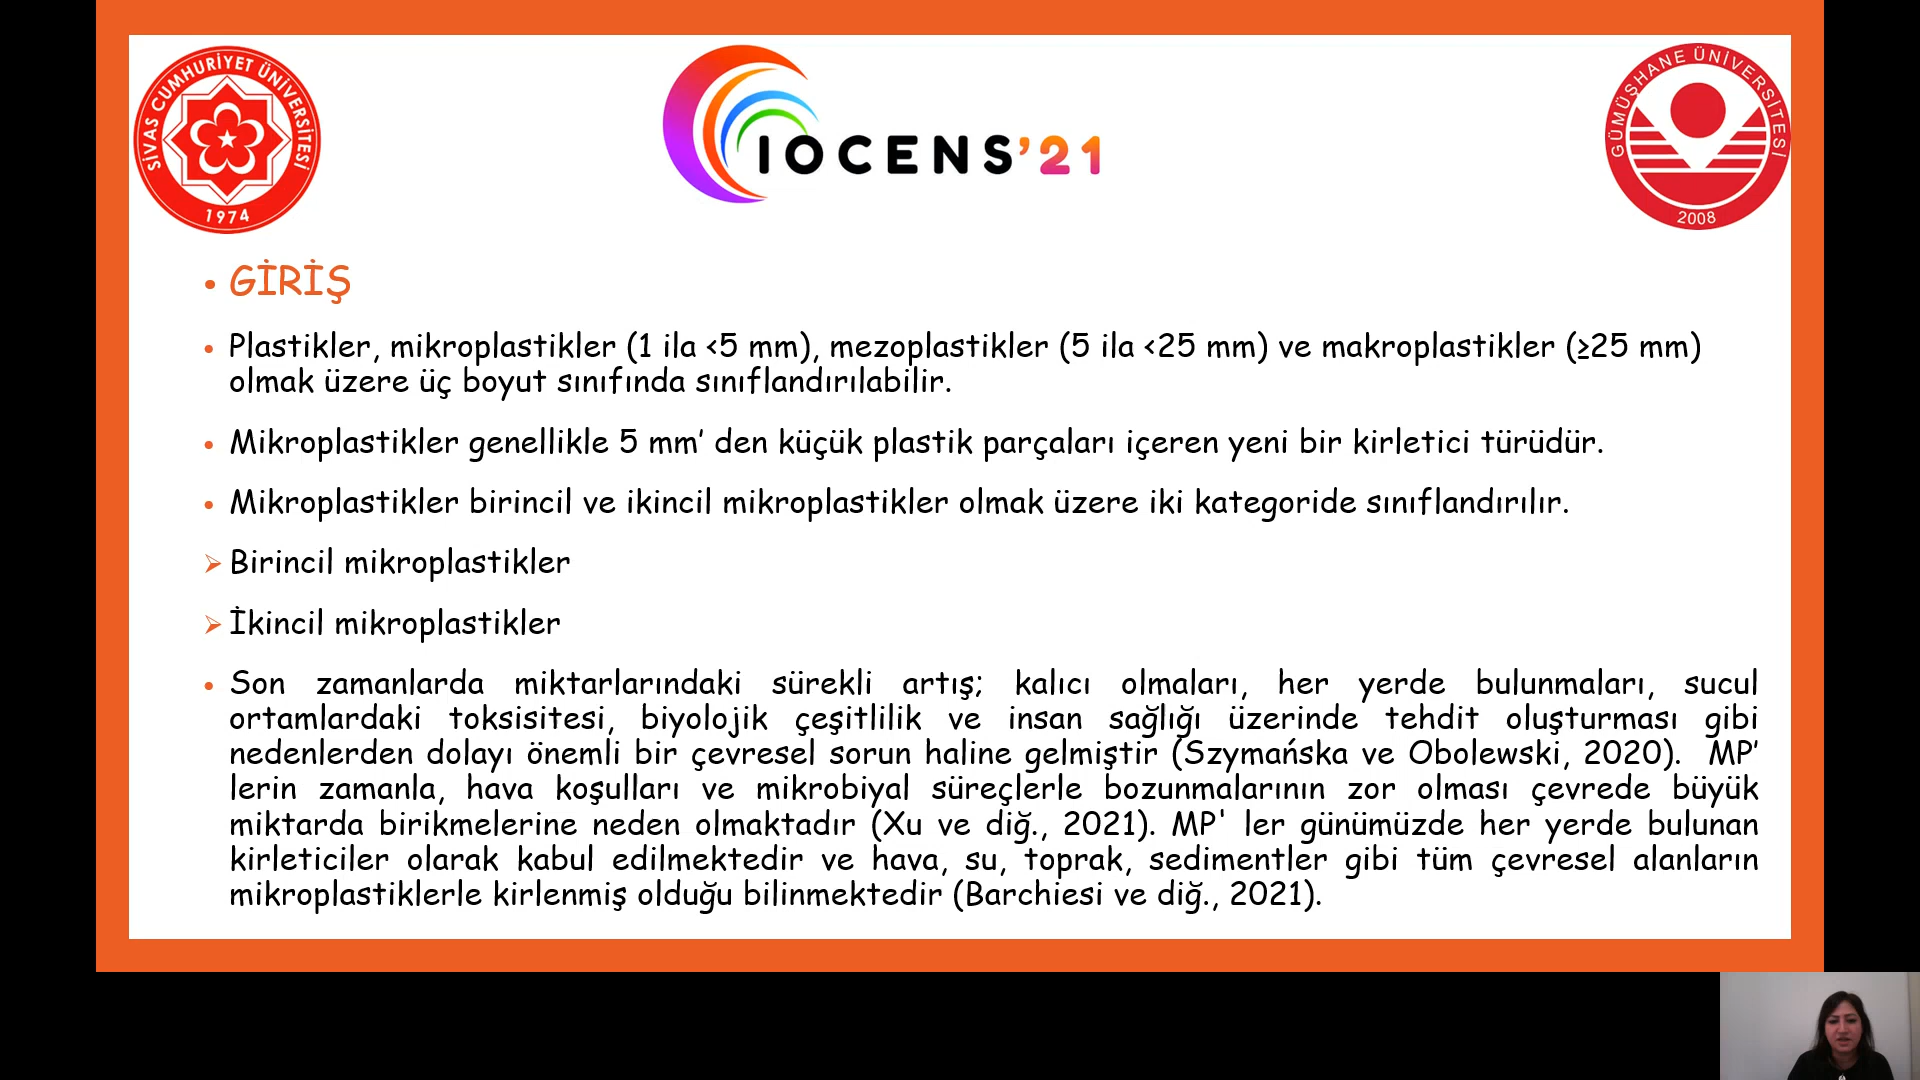 SİVAS CUMHURİYET ÜNİVERSİTESİ
1974
IOCENS'21
GÜMÜŞHANE ÜNİVERSİTESİ
2008
• GİRİŞ
• Plastikler, mikroplastikler (1 ila <5 mm), mezoplastikler (5 ila <25 mm) ve makroplastikler (≥25 mm)
olmak üzere üç boyut sınıfında sınıflandırılabilir.
• Mikroplastikler genellikle 5 mm’ den küçük plastik parçaları içeren yeni bir kirletici türüdür.
• Mikroplastikler birincil ve ikincil mikroplastikler olmak üzere iki kategoride sınıflandırılır.
➢ Birincil mikroplastikler
➢ İkincil mikroplastikler
• Son zamanlarda miktarlarındaki sürekli artış; kalıcı olmaları, her yerde bulunmaları, sucul
ortamlardaki toksisitesi, biyolojik çeşitlilik ve insan sağlığı üzerinde tehdit oluşturması gibi
nedenlerden dolayı önemli bir çevresel sorun haline gelmiştir (Szymańska ve Obolewski, 2020). MP’
lerin zamanla, hava koşulları ve mikrobiyal süreçlerle bozunmalarının zor olması çevrede büyük
miktarda birikmelerine neden olmaktadır (Xu ve diğ., 2021). MP' ler günümüzde her yerde bulunan
kirleticiler olarak kabul edilmektedir ve hava, su, toprak, sedimentler gibi tüm çevresel alanların
mikroplastiklerle kirlenmiş olduğu bilinmektedir (Barchiesi ve diğ., 2021).